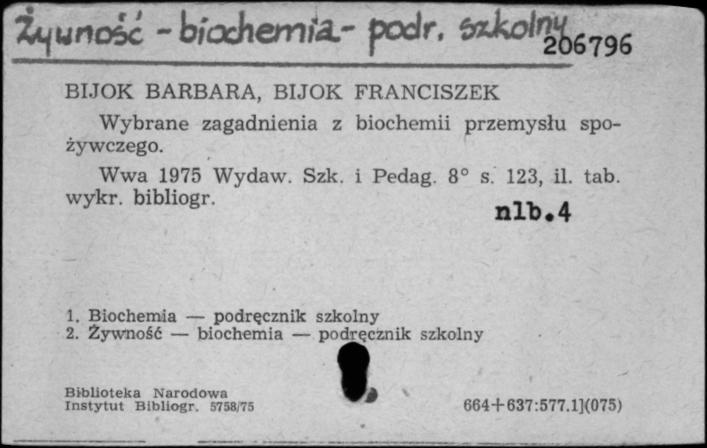 Żywność - biochemia - podr. szkolny
206796
BIJOK BARBARA, BIJOK FRANCISZEK
Wybrane zagadnienia z biochemii przemysłu spo-
żywczego.
Wwa 1975 Wydaw. Szk. i Pedag. 8° s. 123, il. tab.
wykr. bibliogr.
nlb.4
1. Biochemia — podręcznik szkolny
2. Żywność — biochemia — podręcznik szkolny
Biblioteka Narodowa
Instytut Bibliogr. 5758/75
664+637:577.1](075)